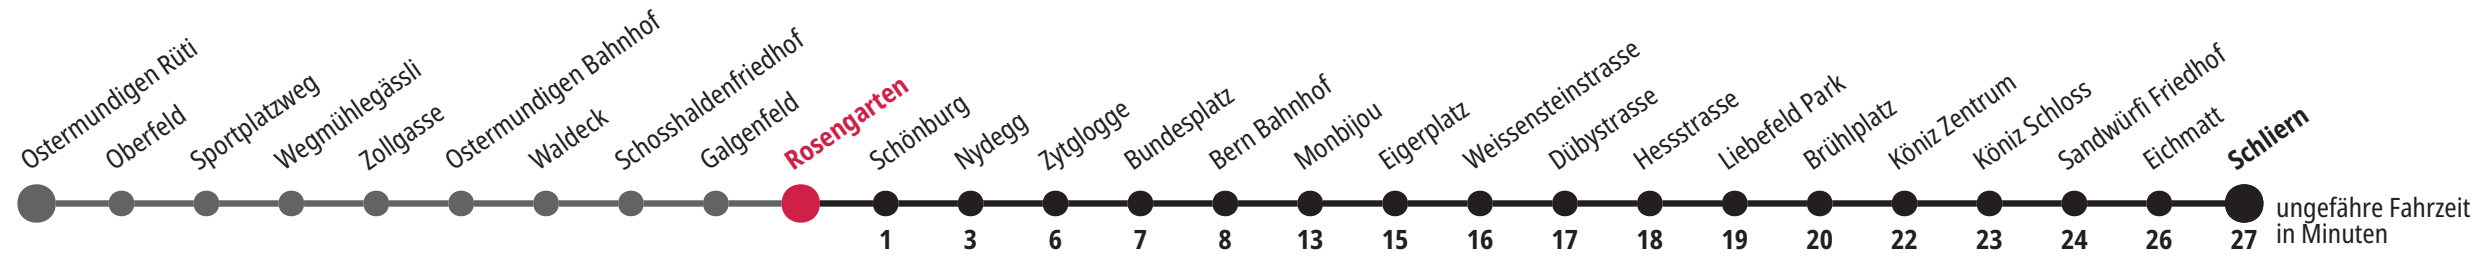 Ostermundigen Rüti
Oberfeld
Sportplatzweg
Wegmühlegässli
Zollgasse
Ostermundigen Bahnhof
Waldeck
Schosshaldenfriedhof
Galgenfeld
Rosengarten
Schönburg
Nydegg
Zytglogge
Bundesplatz
Bern Bahnhof
Monbijou
Eigerplatz
Weissensteinstrasse
Dübystrasse
Hessstrasse
Liebefeld Park
Brühlplatz
Köniz Zentrum
Köniz Schloss
Sandwürfi Friedhof
Eichmatt
Schliern
1 3 6 7 8 13 15 16 17 18 19 20 22 23 24 26 27
ungefähre Fahrzeit
in Minuten